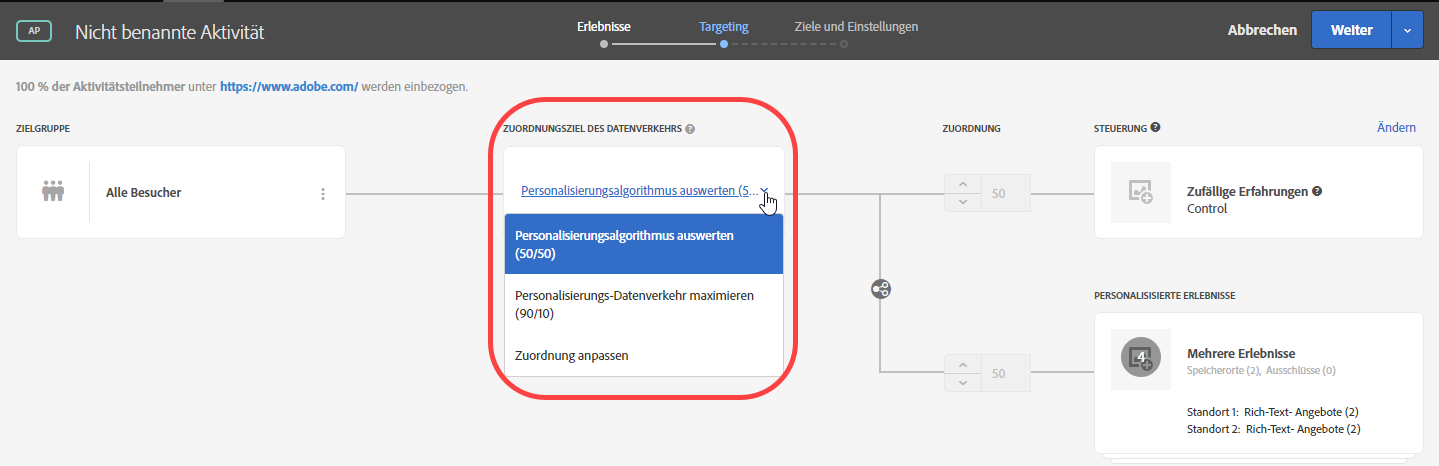 AP
Nicht benannte Aktivität
Erlebnisse
Targeting
Ziele und Einstellungen
Abbrechen
Weiter
100 % der Aktivitätsteilnehmer unter https://www.adobe.com/ werden einbezogen.
ZIELGRUPPE
ZUORDNUNGSZIEL DES DATENVERKEHRS ?
ZUORDNUNG
STEUERUNG ?
Ändern
Alle Besucher
Personalisierungsalgorithmus auswerten (5...
50
Zufällige Erfahrungen ?
Control
Personalisierungsalgorithmus auswerten
(50/50)
Personalisierungs-Datenverkehr maximieren
(90/10)
Zuordnung anpassen
PERSONALISIERTE ERLEBNISSE
50
4
Mehrere Erlebnisse
Speicherorte (2), Ausschlüsse (0)
Standort 1: Rich-Text- Angebote (2)
Standort 2: Rich-Text- Angebote (2)